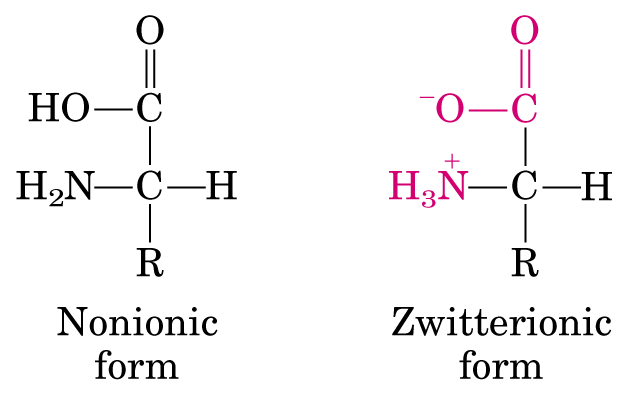 O O
HO C ⁻O C
H₂N C H H₃N⁺ C H
R R
Nonionic Zwitterionic
form form